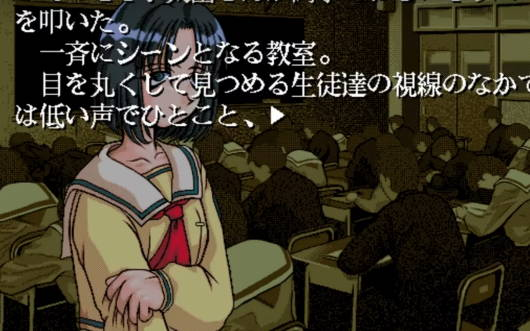 を叩いた。
　一斉にシーンとなる教室。
　目を丸くして見つめる生徒達の視線のなかで
は低い声でひとこと、▶